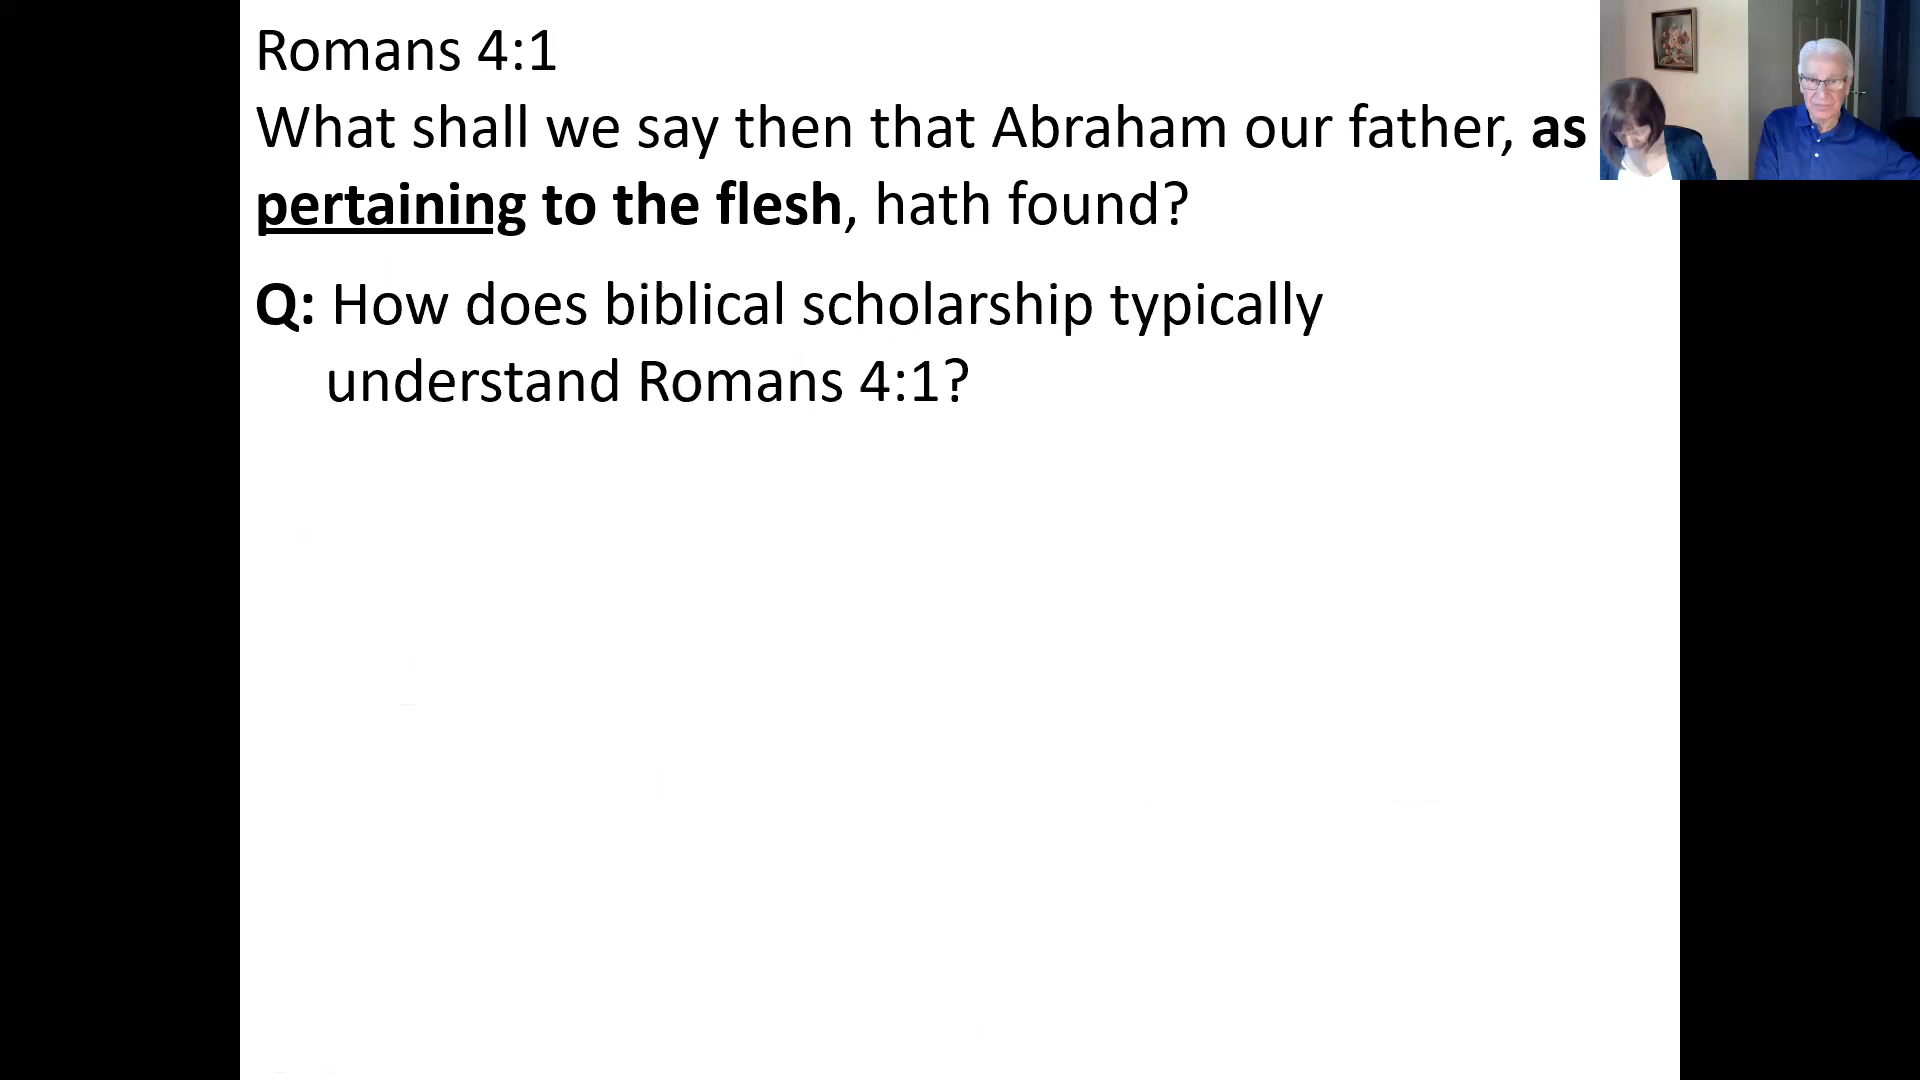 Romans 4:1
What shall we say then that Abraham our father, as
pertaining to the flesh, hath found?
Q: How does biblical scholarship typically
understand Romans 4:1?